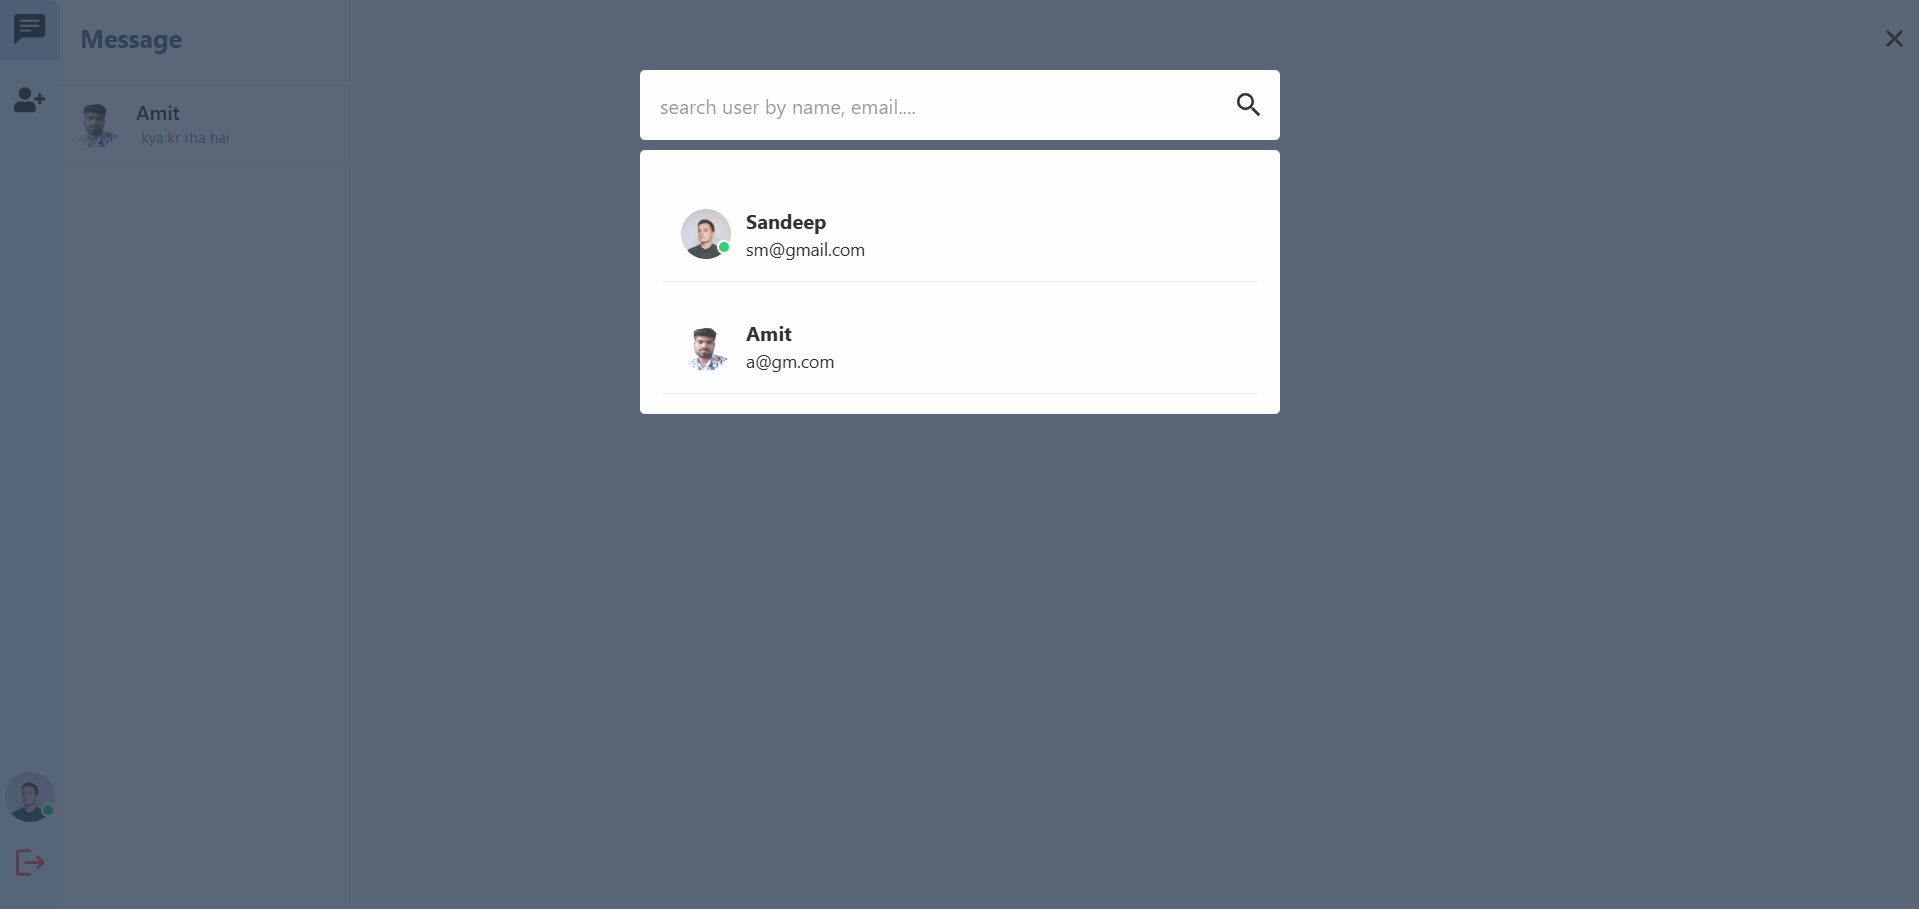 Message
Amit
kya kr rha hai
search user by name, email....
Sandeep
sm@gmail.com
Amit
a@gm.com